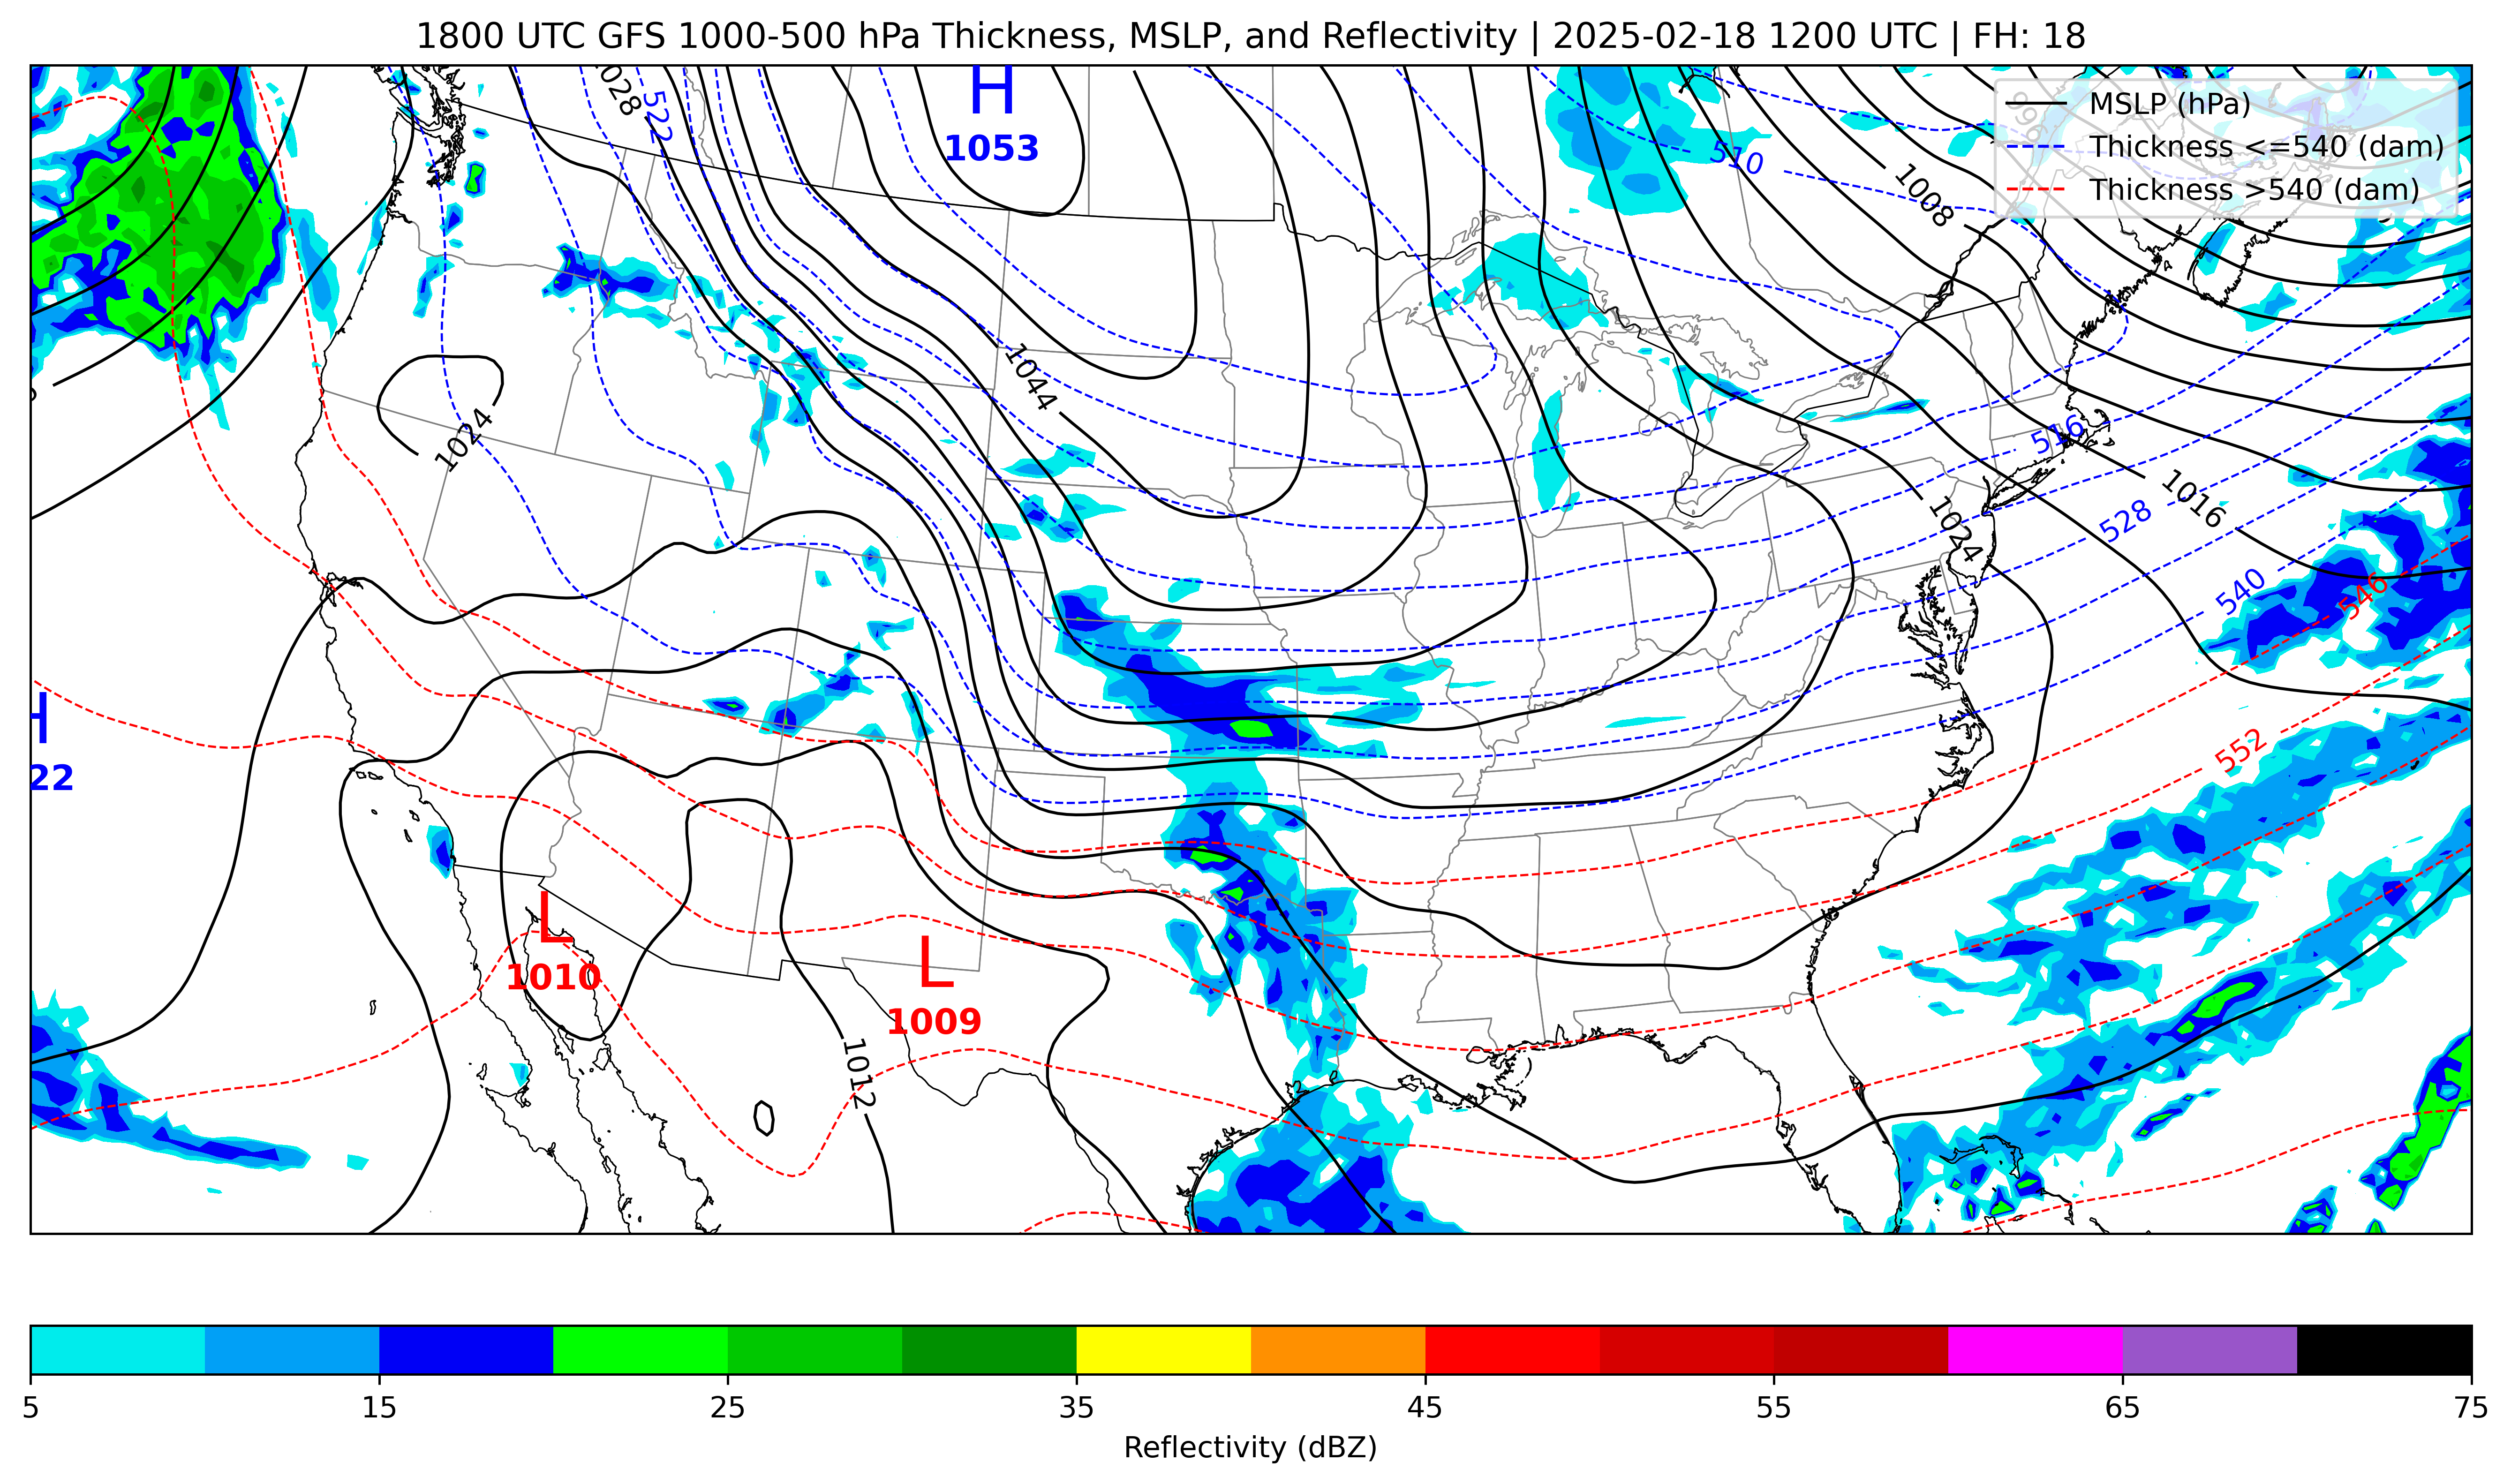 1800 UTC GFS 1000-500 hPa Thickness, MSLP, and Reflectivity | 2025-02-18 1200 UTC | FH: 18
MSLP (hPa)
Thickness <=540 (dam)
Thickness >540 (dam)
1028
522
H
1053
510
1008
996
1044
1024
516
1016
1024
528
540
546
H
22
552
L
1010
L
1009
1012
5 15 25 35 45 55 65 75
Reflectivity (dBZ)